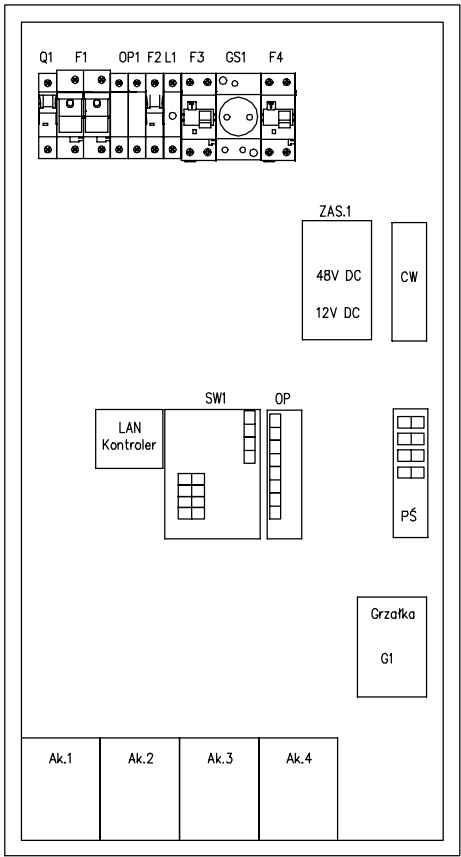 Q1 F1 OP1 F2 L1 F3 GS1 F4
ZAS.1
48V DC
CW
12V DC
SW1 OP
LAN
Kontroler
PŚ
Grzałka
G1
Ak.1 Ak.2 Ak.3 Ak.4